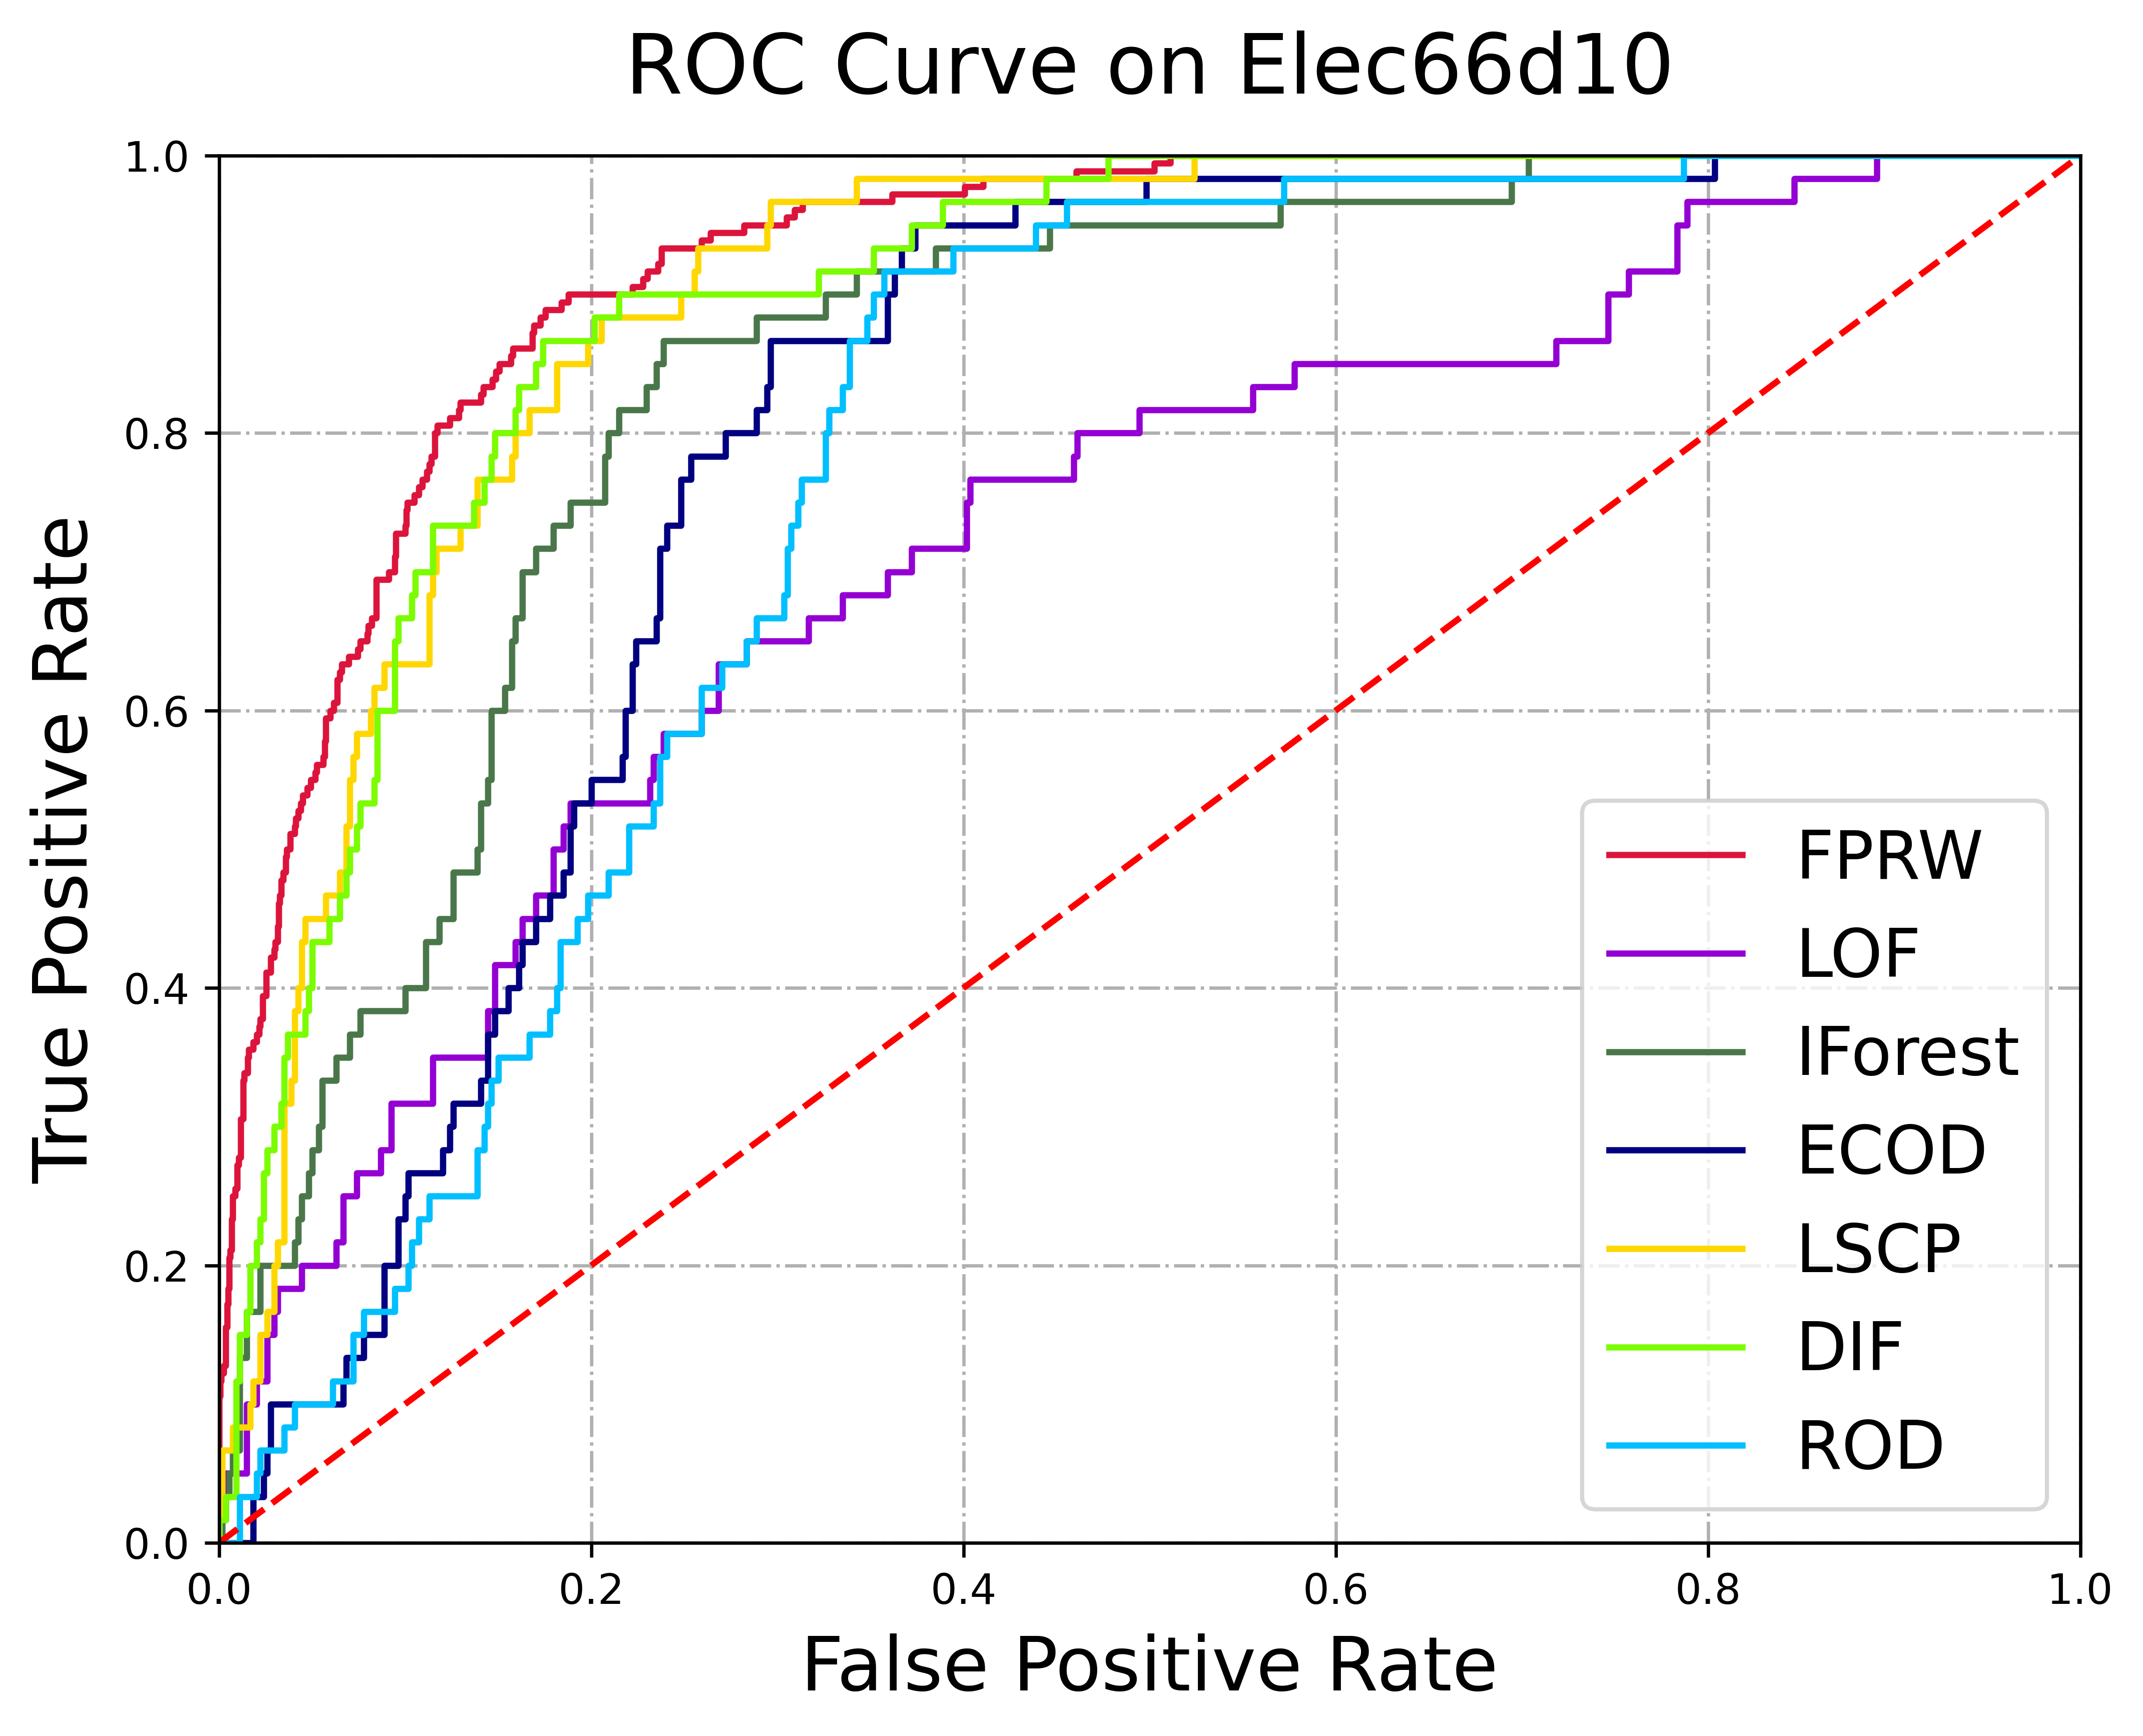 ROC Curve on Elec66d10
True Positive Rate
1.0
0.8
0.6
0.4
0.2
0.0
FPRW
LOF
IForest
ECOD
LSCP
DIF
ROD
0.0 0.2 0.4 0.6 0.8 1.0
False Positive Rate